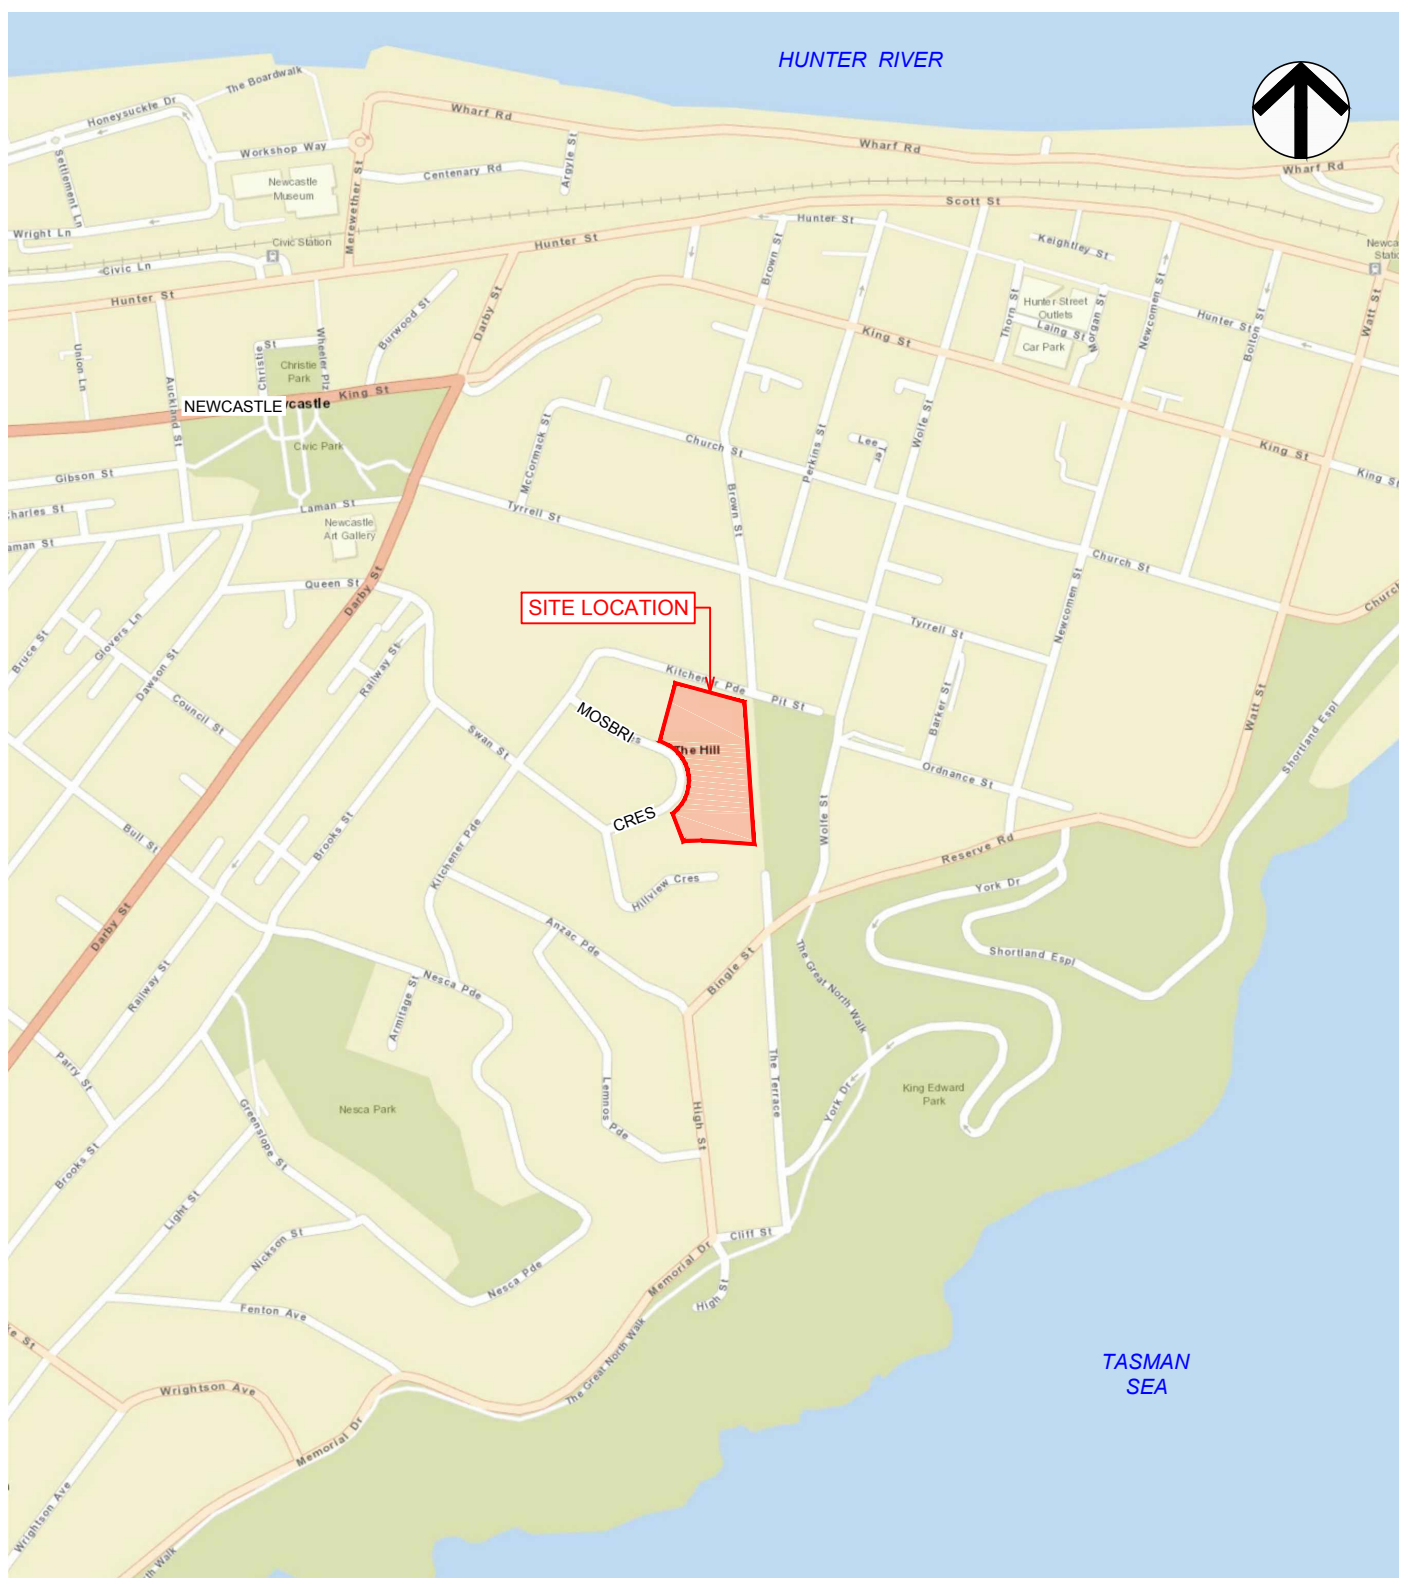 HUNTER RIVER
The Boardwalk
Honeysuckle Dr
Wharf Rd
Wharf Rd
Wharf Rd
Workshop Way
Settlement Ln
Newcastle
Museum
Merewether St
Centenary Rd
Argyle St
Scott St
Wright Ln
Civic Station
Hunter St
Hunter St
Keightley St
Civic Ln
Hunter St
Brown St
Newcomen St
Watt St
Union Ln
Auckland St
Christie St
Wheeler Plz
Burwood St
Darby St
Christie
Park
King St
Thorn St
Hunter Street
Outlets
Laing St
Morgan St
Car Park
Hunter St
Bolton St
King St
NEWCASTLE
Civic Park
McCormack St
Church St
Perkins St
Lee Ter
Wolfe St
King St
King St
Gibson St
Charles St
Laman St
Laman St
Newcastle
Art Gallery
Tyrrell St
Brown St
Church St
Church
Queen St
Darby St
SITE LOCATION
Tyrrell St
Newcomen St
Bruce St
Glovers Ln
Dawson St
Council St
Railway St
Kitchener Pde
Pit St
Barker St
Watt St
Shortland Espl
MOSBRI
The Hill
Swan St
Ordnance St
CRES
Wolfe St
Bull St
Brooks St
Kitchener Pde
Reserve Rd
Hillview Cres
York Dr
Darby St
Anzac Pde
Bingle St
Shortland Espl
Railway St
Armitage St
Nesca Pde
The Great North Walk
Parry St
Greenslope St
Nesca Park
Lemnos Pde
High St
The Terrace
York Dr
King Edward
Park
Brooks St
Light St
Nickson St
Cliff St
Memorial Dr
Nesca Pde
High St
Fenton Ave
The Great North Walk
TASMAN
SEA
Wrightson Ave
Memorial Dr
Wrightson Ave